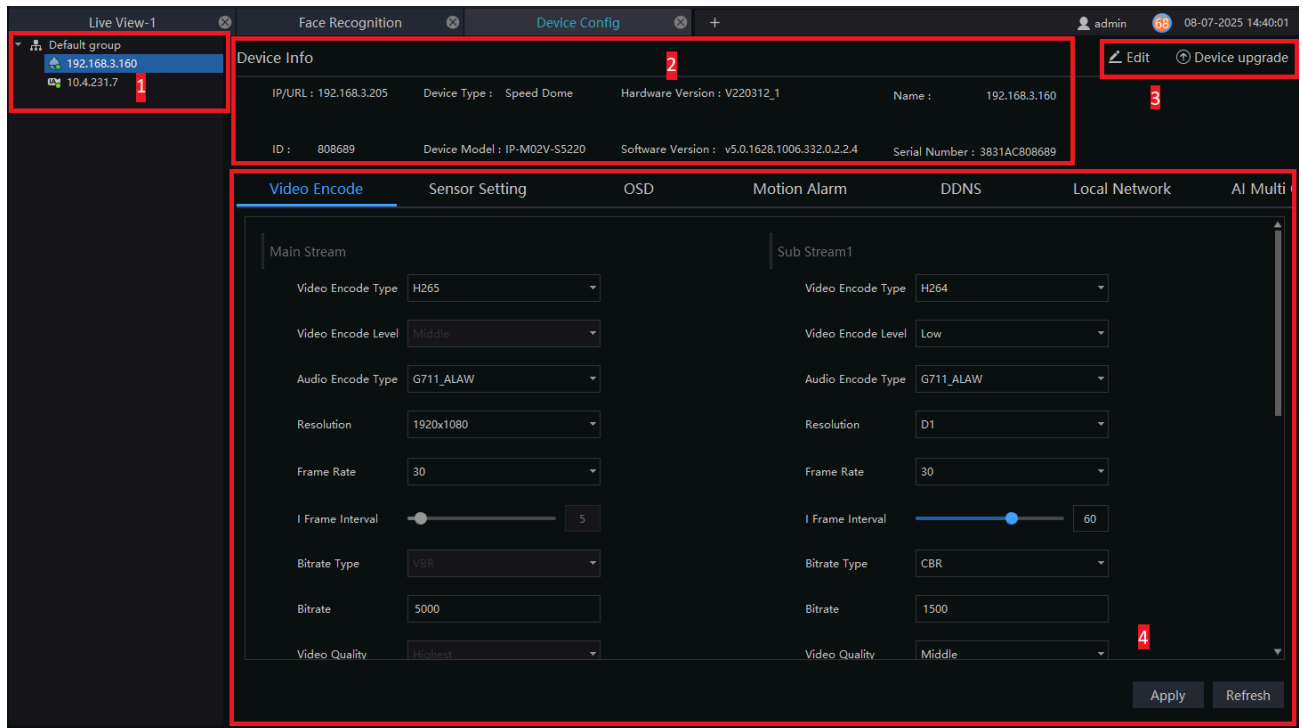 Live View-1
Face Recognition
Device Config
+
admin
68
08-07-2025 14:40:01
Default group
192.168.3.160
10.4.231.7
1
Device Info
2
Edit
Device upgrade
3
IP/URL : 192.168.3.205 Device Type : Speed Dome Hardware Version : V220312_1 Name : 192.168.3.160
ID : 808689 Device Model : IP-M02V-S5220 Software Version : v5.0.1628.1006.332.0.2.2.4 Serial Number : 3831AC808689
Video Encode Sensor Setting OSD Motion Alarm DDNS Local Network AI Multi
Main Stream Sub Stream1
Video Encode Type H265 Video Encode Type H264
Video Encode Level Middle Video Encode Level Low
Audio Encode Type G711_ALAW Audio Encode Type G711_ALAW
Resolution 1920x1080 Resolution D1
Frame Rate 30 Frame Rate 30
I Frame Interval 5 I Frame Interval 60
Bitrate Type VBR Bitrate Type CBR
Bitrate 5000 Bitrate 1500
4
Video Quality Highest Video Quality Middle
Apply Refresh